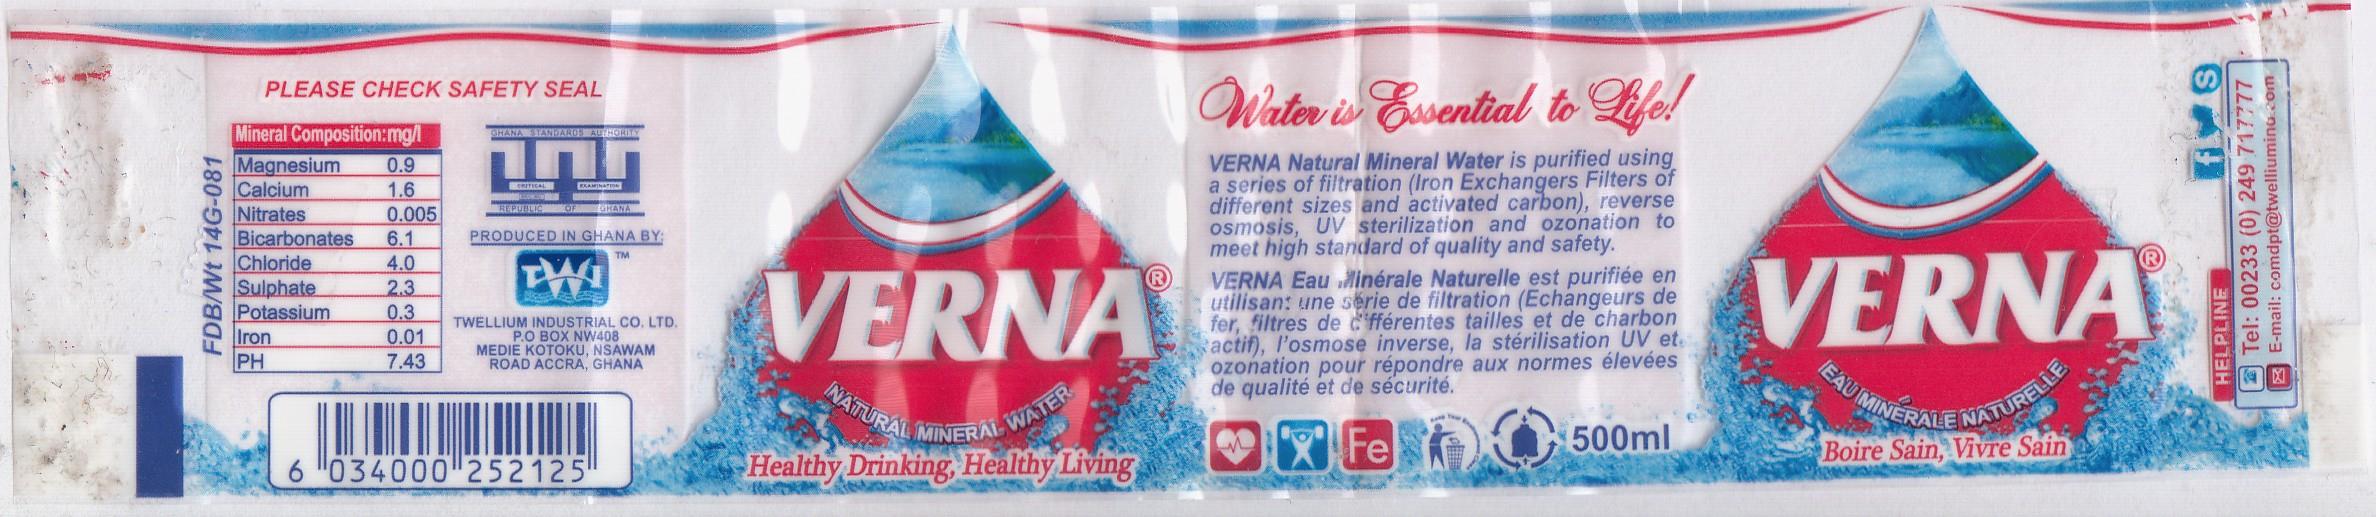 PLEASE CHECK SAFETY SEAL
FDB/Wt 14G-081
Mineral Composition:mg/l
Magnesium 0.9
Calcium 1.6
Nitrates 0.005
Bicarbonates 6.1
Chloride 4.0
Sulphate 2.3
Potassium 0.3
Iron 0.01
PH 7.43
6 034000 252125
GHANA STANDARDS AUTHORITY
CRITICAL EXAMINATION
REPUBLIC OF GHANA
PRODUCED IN GHANA BY:
TWI ™
TWELLIUM INDUSTRIAL CO. LTD.
P.O BOX NW408
MEDIE KOTOKU, NSAWAM
ROAD ACCRA, GHANA
VERNA®
NATURAL MINERAL WATER
Healthy Drinking, Healthy Living
Water is Essential to Life!
VERNA Natural Mineral Water is purified using
a series of filtration (Iron Exchangers Filters of
different sizes and activated carbon), reverse
osmosis, UV sterilization and ozonation to
meet high standard of quality and safety.
VERNA Eau Minérale Naturelle est purifiée en
utilisant une série de filtration (Echangeurs de
fer, filtres de différentes tailles et de charbon
actif), l'osmose inverse, la stérilisation UV et
ozonation pour répondre aux normes élevées
de qualité et de sécurité.
Fe
500ml
VERNA®
EAU MINÉRALE NATURELLE
Boire Sain, Vivre Sain
HELPLINE
Tel: 00233 (0) 249 717777
E-mail: comdpt@twelliumind.com